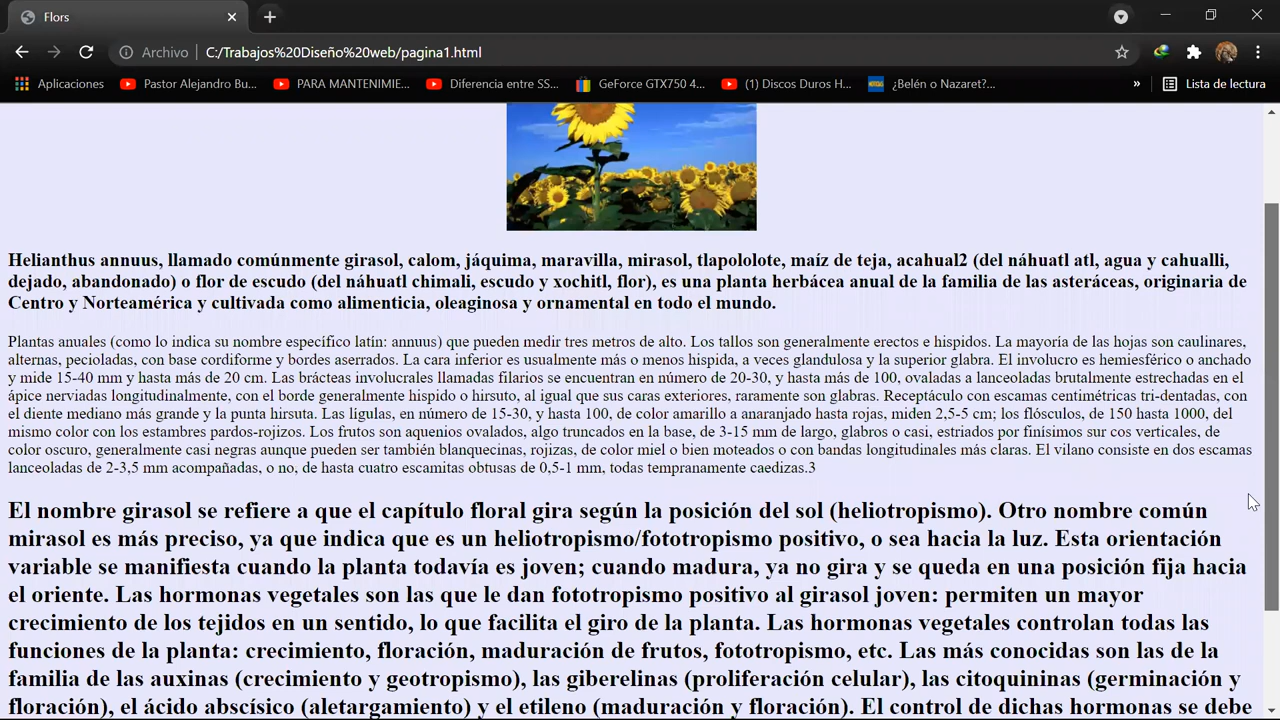 Flors
Archivo C:/Trabajos%20Diseño%20web/pagina1.html
Aplicaciones Pastor Alejandro Bu... PARA MANTENIMIE... Diferencia entre SS... GeForce GTX750 4... (1) Discos Duros H... ¿Belén o Nazaret?... » Lista de lectura
Helianthus annuus, llamado comúnmente girasol, calom, jáquima, maravilla, mirasol, tlapololote, maíz de teja, acahual2 (del náhuatl atl, agua y cahualli,
dejado, abandonado) o flor de escudo (del náhuatl chimali, escudo y xochitl, flor), es una planta herbácea anual de la familia de las asteráceas, originaria de
Centro y Norteamérica y cultivada como alimenticia, oleaginosa y ornamental en todo el mundo.
Plantas anuales (como lo indica su nombre específico latín: annuus) que pueden medir tres metros de alto. Los tallos son generalmente erectos e hispidos. La mayoría de las hojas son caulinares,
alternas, pecioladas, con base cordiforme y bordes aserrados. La cara inferior es usualmente más o menos hispida, a veces glandulosa y la superior glabra. El involucro es hemiesférico o anchado
y mide 15-40 mm y hasta más de 20 cm. Las brácteas involucrales llamadas filarios se encuentran en número de 20-30, y hasta más de 100, ovaladas a lanceoladas brutalmente estrechadas en el
ápice nerviadas longitudinalmente, con el borde generalmente hispido o hirsuto, al igual que sus caras exteriores, raramente son glabras. Receptáculo con escamas centimétricas tri-dentadas, con
el diente mediano más grande y la punta hirsuta. Las lígulas, en número de 15-30, y hasta 100, de color amarillo a anaranjado hasta rojas, miden 2,5-5 cm; los flósculos, de 150 hasta 1000, del
mismo color con los estambres pardos-rojizos. Los frutos son aquenios ovalados, algo truncados en la base, de 3-15 mm de largo, glabros o casi, estriados por finísimos sur cos verticales, de
color oscuro, generalmente casi negras aunque pueden ser también blanquecinas, rojizas, de color miel o bien moteados o con bandas longitudinales más claras. El vilano consiste en dos escamas
lanceoladas de 2-3,5 mm acompañadas, o no, de hasta cuatro escamitas obtusas de 0,5-1 mm, todas tempranamente caedizas.3
El nombre girasol se refiere a que el capítulo floral gira según la posición del sol (heliotropismo). Otro nombre común
mirasol es más preciso, ya que indica que es un heliotropismo/fototropismo positivo, o sea hacia la luz. Esta orientación
variable se manifiesta cuando la planta todavía es joven; cuando madura, ya no gira y se queda en una posición fija hacia
el oriente. Las hormonas vegetales son las que le dan fototropismo positivo al girasol joven: permiten un mayor
crecimiento de los tejidos en un sentido, lo que facilita el giro de la planta. Las hormonas vegetales controlan todas las
funciones de la planta: crecimiento, floración, maduración de frutos, fototropismo, etc. Las más conocidas son las de la
familia de las auxinas (crecimiento y geotropismo), las giberelinas (proliferación celular), las citoquininas (germinación y
floración), el ácido abscísico (aletargamiento) y el etileno (maduración y floración). El control de dichas hormonas se debe